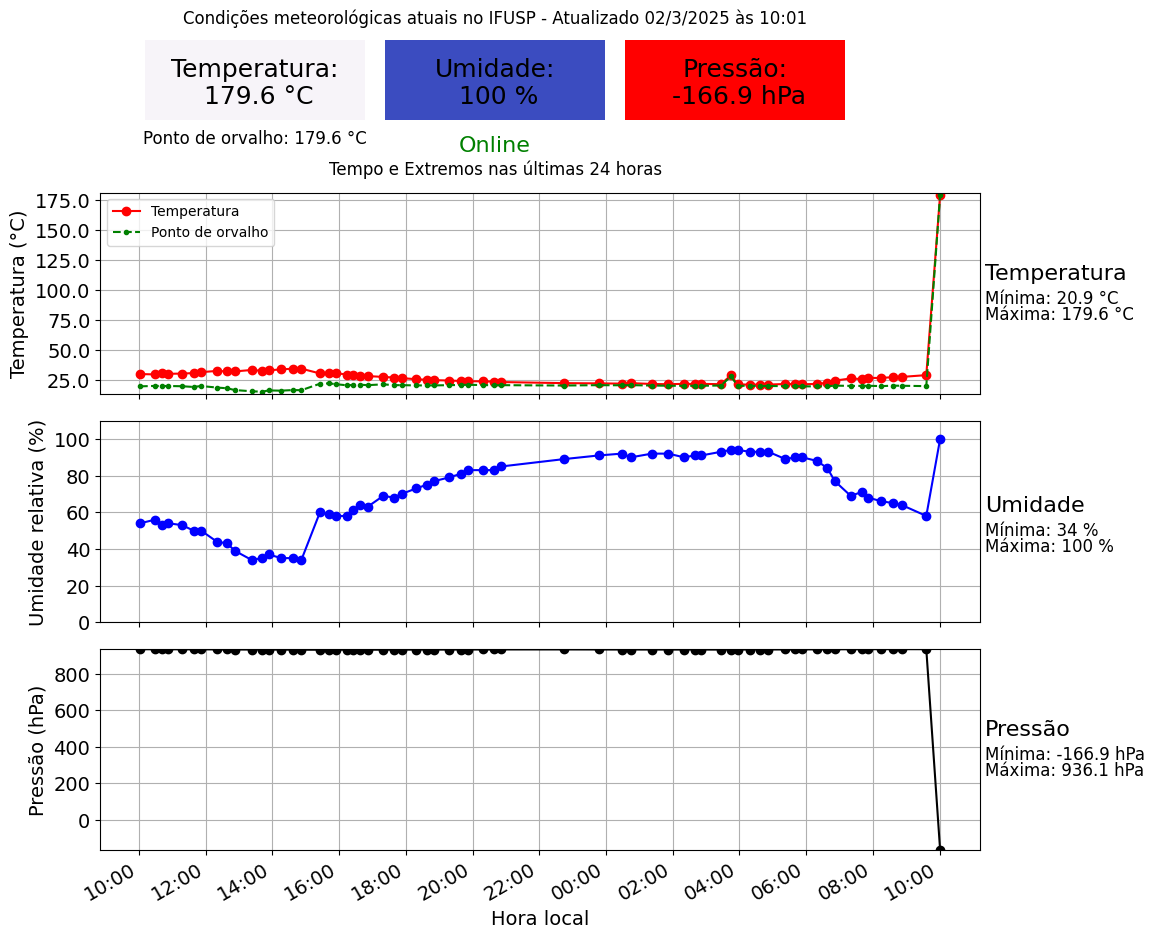 Condições meteorológicas atuais no IFUSP - Atualizado 02/3/2025 às 10:01
Temperatura:
179.6 °C
Umidade:
100 %
Pressão:
-166.9 hPa
Ponto de orvalho: 179.6 °C
Online
Tempo e Extremos nas últimas 24 horas
Temperatura (°C)
175.0
150.0
125.0
100.0
75.0
50.0
25.0
Temperatura
Ponto de orvalho
Temperatura
Mínima: 20.9 °C
Máxima: 179.6 °C
Umidade relativa (%)
100
80
60
40
20
0
Umidade
Mínima: 34 %
Máxima: 100 %
Pressão (hPa)
800
600
400
200
0
Pressão
Mínima: -166.9 hPa
Máxima: 936.1 hPa
10:00 12:00 14:00 16:00 18:00 20:00 22:00 00:00 02:00 04:00 06:00 08:00 10:00
Hora local